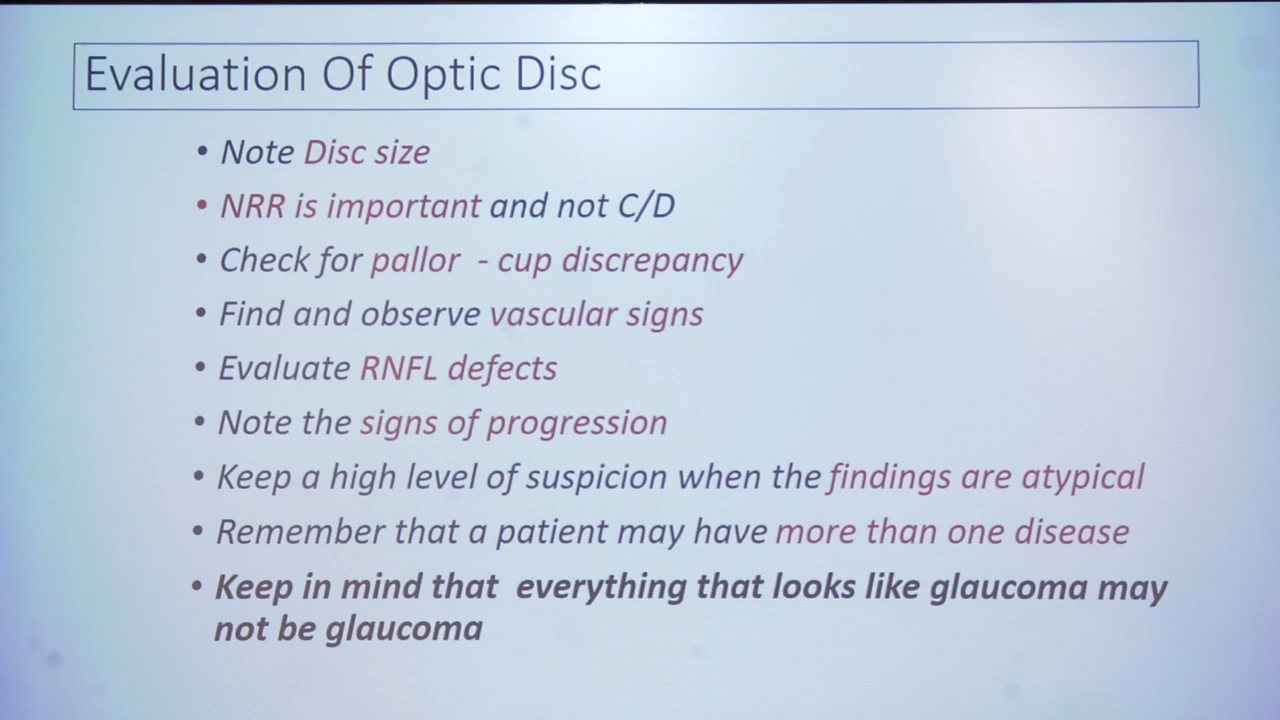 Evaluation Of Optic Disc
• Note Disc size
• NRR is important and not C/D
• Check for pallor - cup discrepancy
• Find and observe vascular signs
• Evaluate RNFL defects
• Note the signs of progression
• Keep a high level of suspicion when the findings are atypical
• Remember that a patient may have more than one disease
• Keep in mind that everything that looks like glaucoma may
not be glaucoma